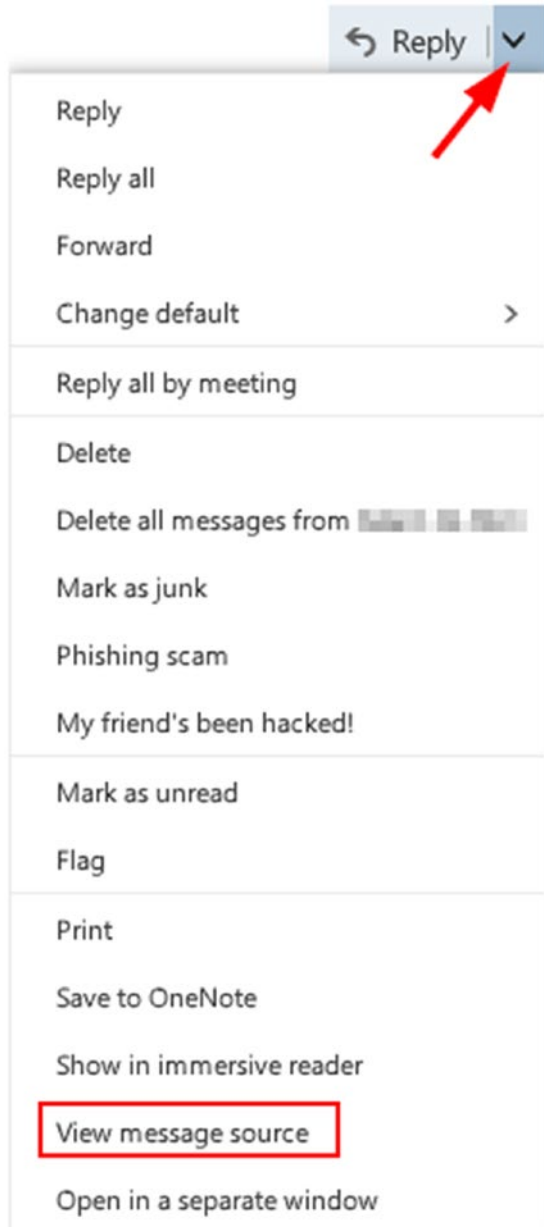 Reply
Reply
Reply all
Forward
Change default
Reply all by meeting
Delete
Delete all messages from
Mark as junk
Phishing scam
My friend's been hacked!
Mark as unread
Flag
Print
Save to OneNote
Show in immersive reader
View message source
Open in a separate window